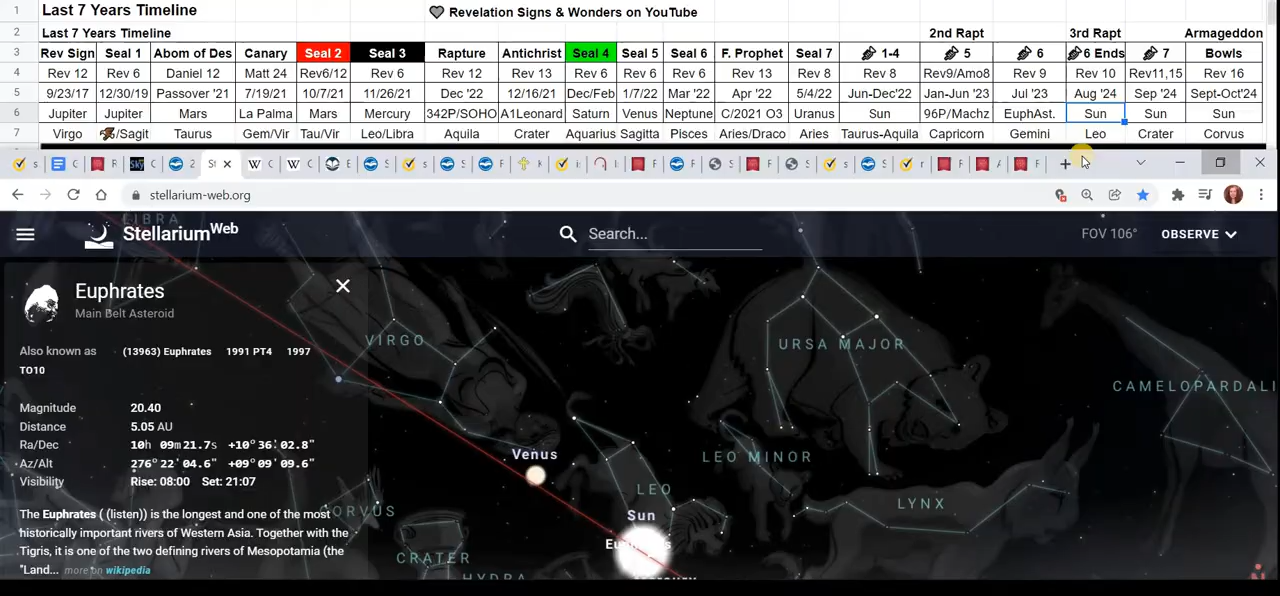 1 Last 7 Years Timeline Revelation Signs & Wonders on YouTube
2 Last 7 Years Timeline 2nd Rapt 3rd Rapt Armageddon
3 Rev Sign Seal 1 Abom of Des Canary Seal 2 Seal 3 Rapture Antichrist Seal 4 Seal 5 Seal 6 F. Prophet Seal 7 1-4 5 6 6 Ends 7 Bowls
4 Rev 12 Rev 6 Daniel 12 Matt 24 Rev6/12 Rev 6 Rev 12 Rev 13 Rev 6 Rev 6 Rev 6 Rev 13 Rev 8 Rev 8 Rev9/Amo8 Rev 9 Rev 10 Rev11,15 Rev 16
5 9/23/17 12/30/19 Passover '21 7/19/21 10/7/21 11/26/21 Dec '22 12/16/21 Dec/Feb 1/7/22 Mar '22 Apr '22 5/4/22 Jun-Dec'22 Jan-Jun '23 Jul '23 Aug '24 Sep '24 Sept-Oct'24
6 Jupiter Jupiter Mars La Palma Mars Mercury 342P/SOHO A1Leonard Saturn Venus Neptune C/2021 O3 Uranus Sun 96P/Machz EuphAst. Sun Sun Sun
7 Virgo /Sagit Taurus Gem/Vir Tau/Vir Leo/Libra Aquila Crater Aquarius Sagitta Pisces Aries/Draco Aries Taurus-Aquila Capricorn Gemini Leo Crater Corvus
stellarium-web.org
LIBRA
StellariumWeb Search... FOV 106° OBSERVE
Euphrates
Main Belt Asteroid
Also known as (13963) Euphrates 1991 PT4 1997
TO10
Magnitude 20.40
Distance 5.05 AU
Ra/Dec 10h 09m 21.7s +10°36'02.8"
Az/Alt 276°22'04.6" +09°09'09.6"
Visibility Rise: 08:00 Set: 21:07
The Euphrates ( (listen)) is the longest and one of the most
historically important rivers of Western Asia. Together with the
Tigris, it is one of the two defining rivers of Mesopotamia (the
"Land... more on wikipedia
VIRGO
URSA MAJOR
CAMELOPARDALI
Venus
LEO MINOR
LEO
LYNX
Sun
CORVUS
CRATER
HYDRA